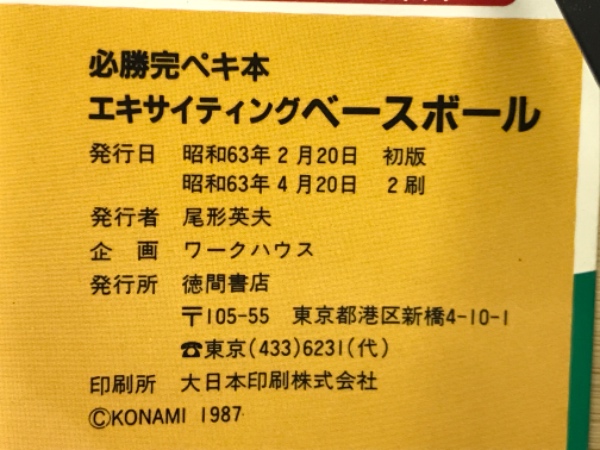 必勝完ペキ本
エキサイティングベースボール
発行日 昭和63年2月20日 初版
昭和63年4月20日 2刷
発行者 尾形英夫
企画 ワークハウス
発行所 徳間書店
〒105-55 東京都港区新橋4-10-1
☎東京(433)6231(代)
印刷所 大日本印刷株式会社
©KONAMI 1987